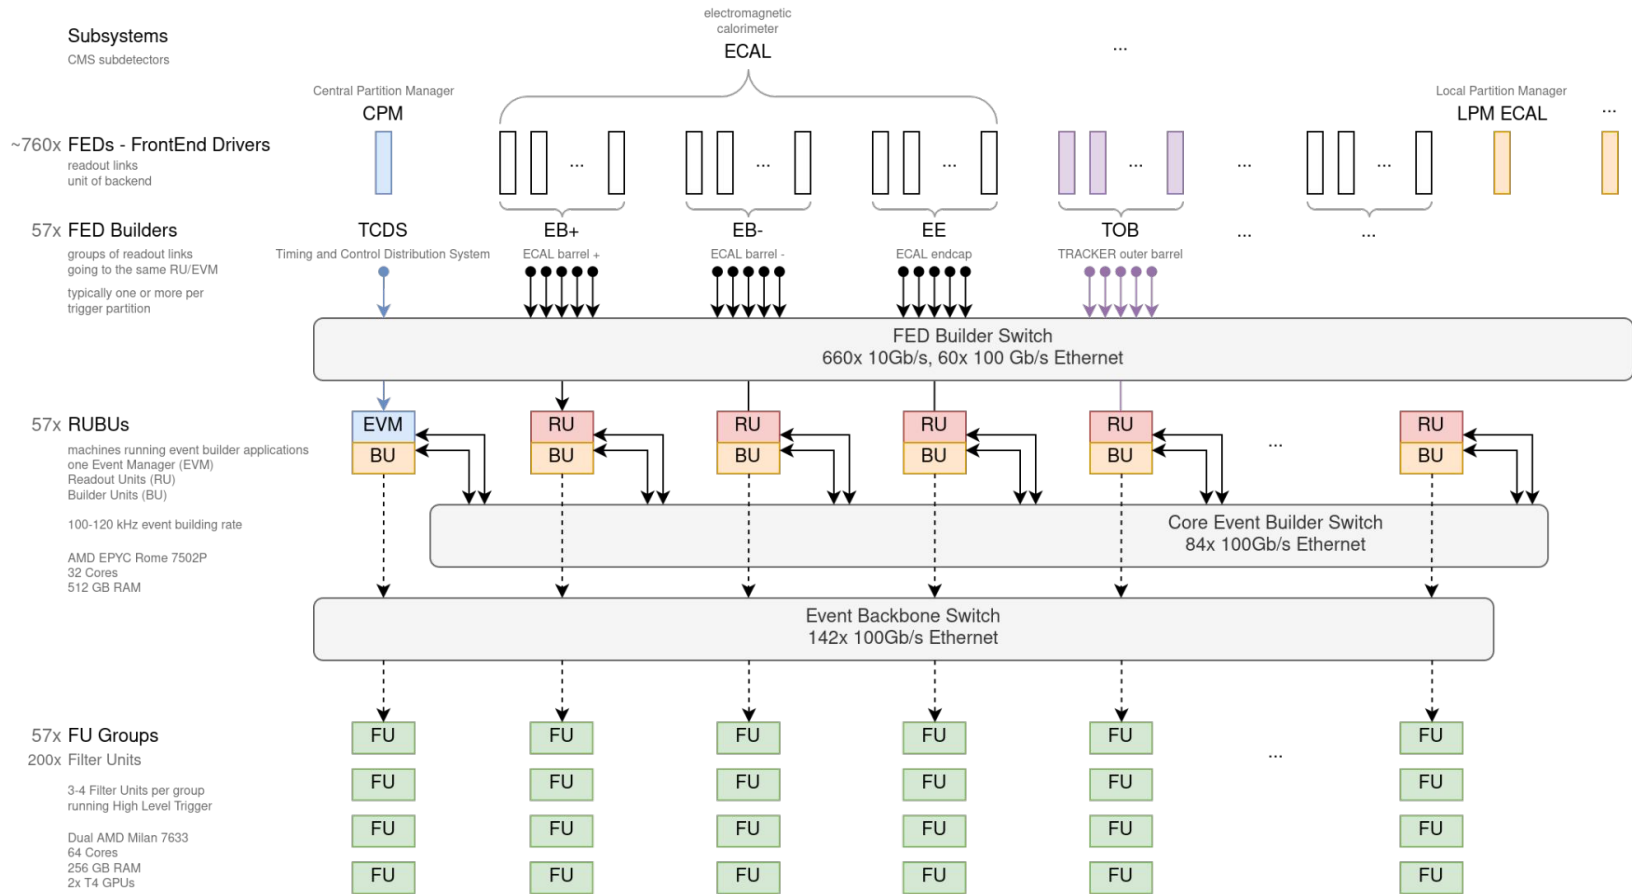 Subsystems
CMS subdetectors
electromagnetic
calorimeter
ECAL
...
Central Partition Manager
CPM
Local Partition Manager
LPM ECAL
...
~760x FEDs - FrontEnd Drivers
readout links
unit of backend
...
...
...
...
...
...
57x FED Builders
groups of readout links
going to the same RU/EVM
typically one or more per
trigger partition
TCDS
Timing and Control Distribution System
EB+
ECAL barrel +
EB-
ECAL barrel -
EE
ECAL endcap
TOB
TRACKER outer barrel
...
...
FED Builder Switch
660x 10Gb/s, 60x 100 Gb/s Ethernet
57x RUBUs
machines running event builder applications
one Event Manager (EVM)
Readout Units (RU)
Builder Units (BU)
100-120 kHz event building rate
AMD EPYC Rome 7502P
32 Cores
512 GB RAM
EVM RU RU RU RU RU
BU BU BU BU BU BU
...
Core Event Builder Switch
84x 100Gb/s Ethernet
Event Backbone Switch
142x 100Gb/s Ethernet
57x FU Groups
200x Filter Units
3-4 Filter Units per group
running High Level Trigger
Dual AMD Milan 7633
64 Cores
256 GB RAM
2x T4 GPUs
FU FU FU FU FU FU
...
FU FU FU FU FU FU
FU FU FU FU FU FU
FU FU FU FU FU FU